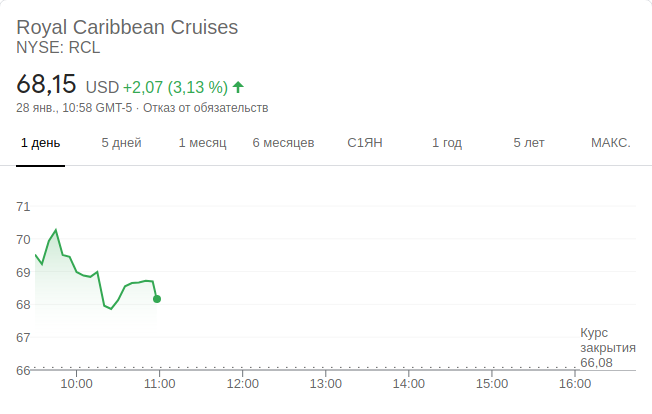 Royal Caribbean Cruises
NYSE: RCL
68,15 USD +2,07 (3,13 %)
28 янв., 10:58 GMT-5 · Отказ от обязательств
1 день 5 дней 1 месяц 6 месяцев С1ЯН 1 год 5 лет МАКС.
71
70
69
68
67
66
Курс
закрытия
66,08
10:00 11:00 12:00 13:00 14:00 15:00 16:00